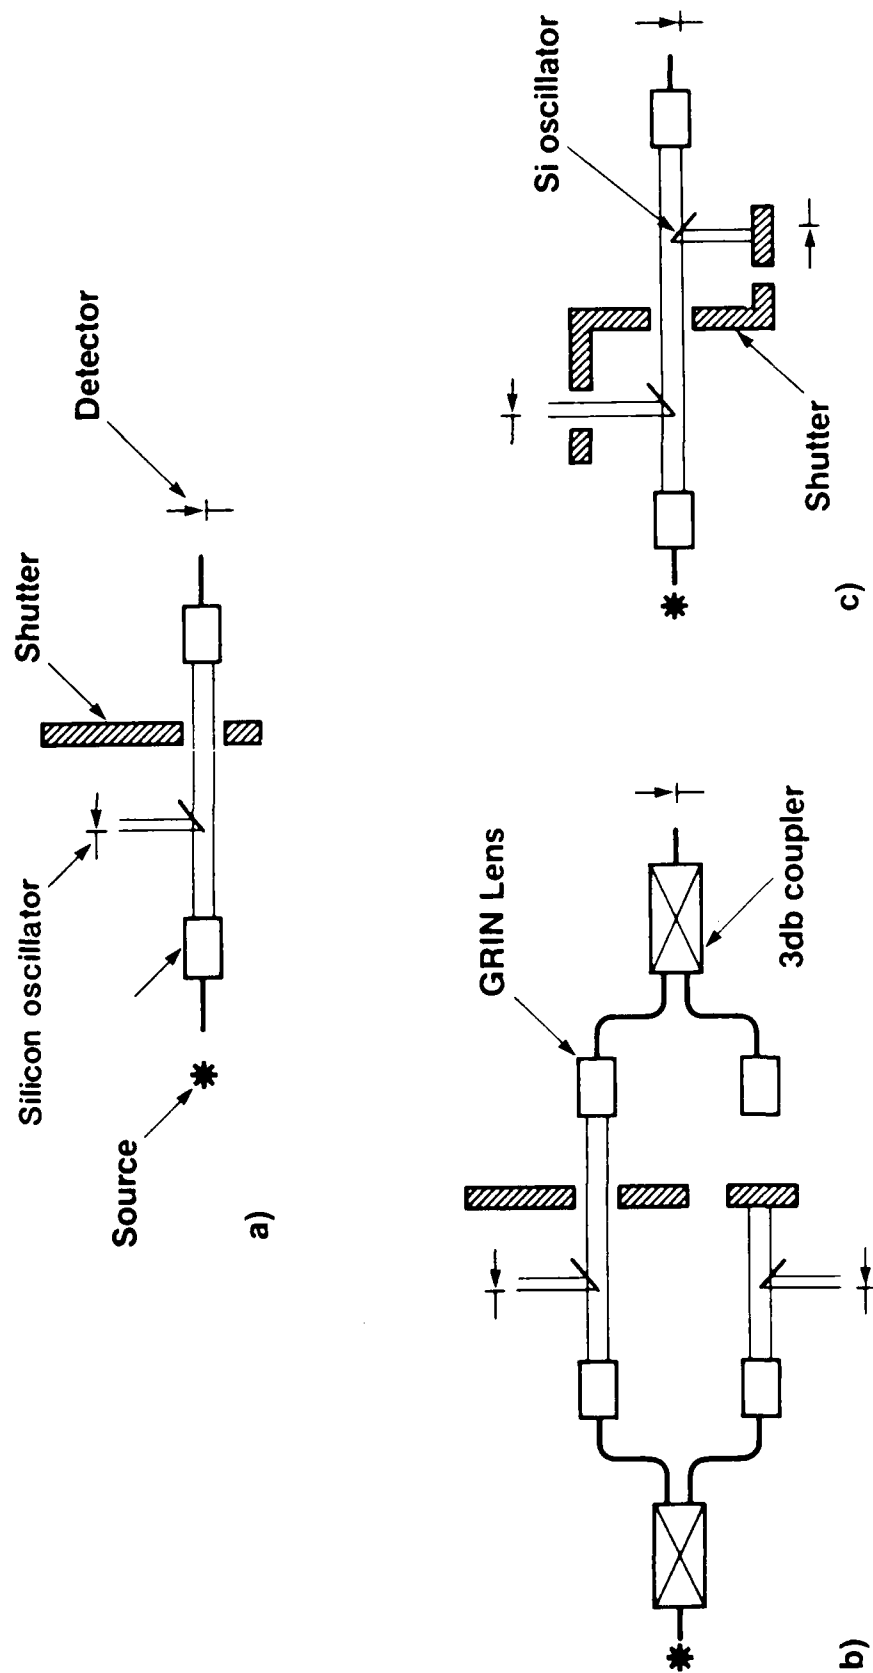 Silicon oscillator
Shutter
Detector
Source
a)
GRIN Lens
3db coupler
b)
Si oscillator
Shutter
c)